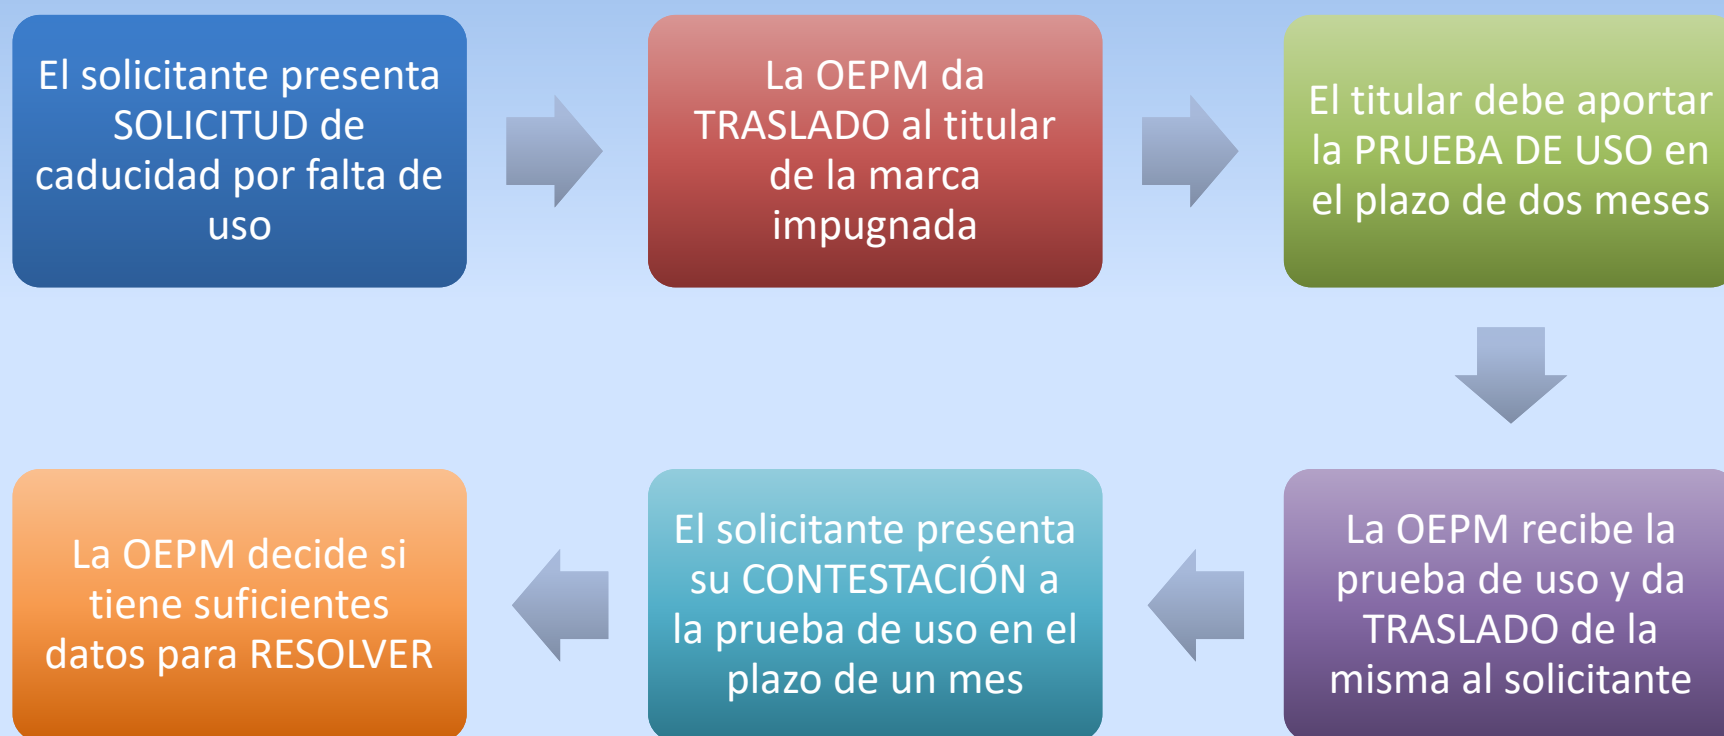 El solicitante presenta
SOLICITUD de
caducidad por falta de
uso
La OEPM da
TRASLADO al titular
de la marca
impugnada
El titular debe aportar
la PRUEBA DE USO en
el plazo de dos meses
La OEPM recibe la
prueba de uso y da
TRASLADO de la
misma al solicitante
El solicitante presenta
su CONTESTACIÓN a
la prueba de uso en el
plazo de un mes
La OEPM decide si
tiene suficientes
datos para RESOLVER